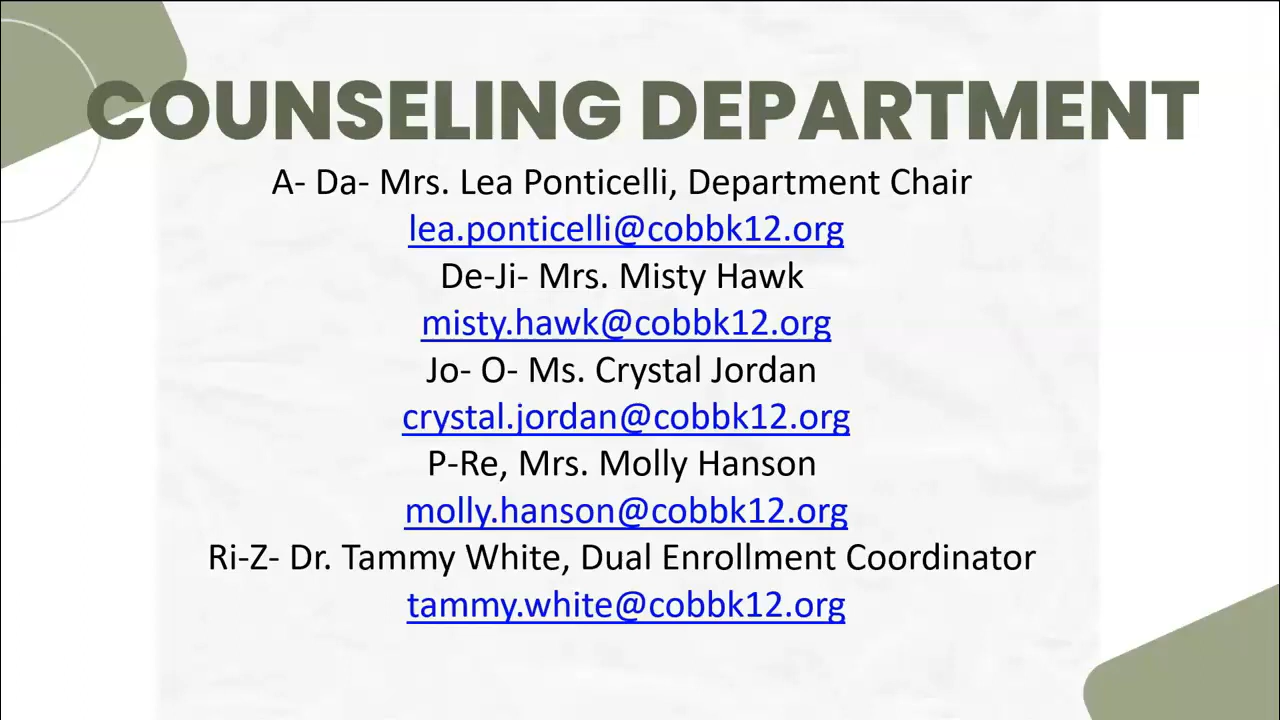 COUNSELING DEPARTMENT
A- Da- Mrs. Lea Ponticelli, Department Chair
lea.ponticelli@cobbk12.org
De-Ji- Mrs. Misty Hawk
misty.hawk@cobbk12.org
Jo- O- Ms. Crystal Jordan
crystal.jordan@cobbk12.org
P-Re, Mrs. Molly Hanson
molly.hanson@cobbk12.org
Ri-Z- Dr. Tammy White, Dual Enrollment Coordinator
tammy.white@cobbk12.org